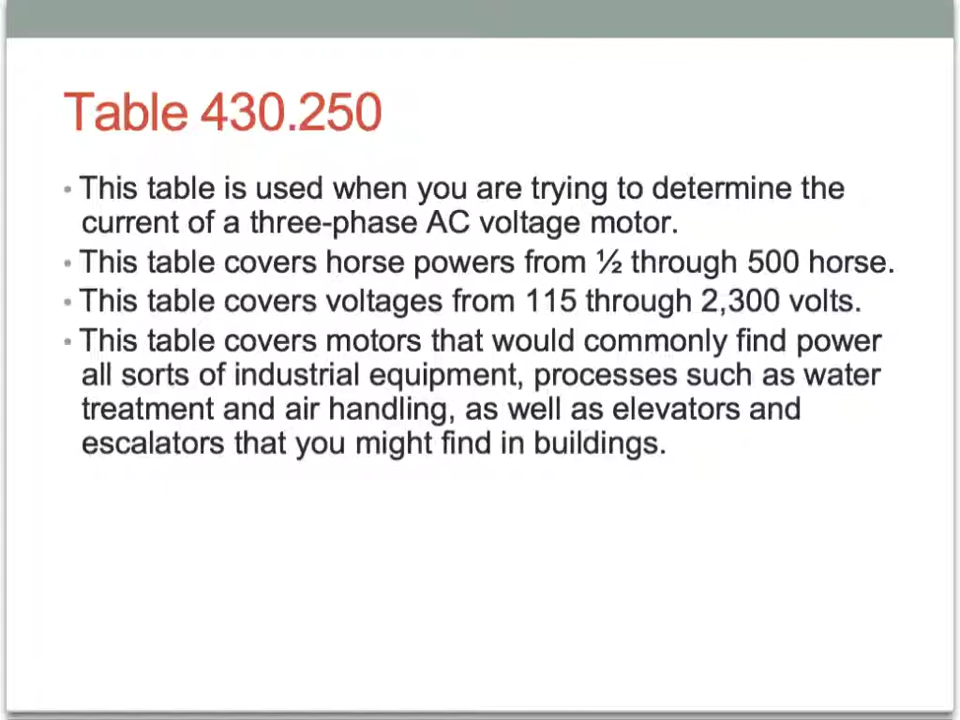 Table 430.250
• This table is used when you are trying to determine the
current of a three-phase AC voltage motor.
• This table covers horse powers from ½ through 500 horse.
• This table covers voltages from 115 through 2,300 volts.
• This table covers motors that would commonly find power
all sorts of industrial equipment, processes such as water
treatment and air handling, as well as elevators and
escalators that you might find in buildings.